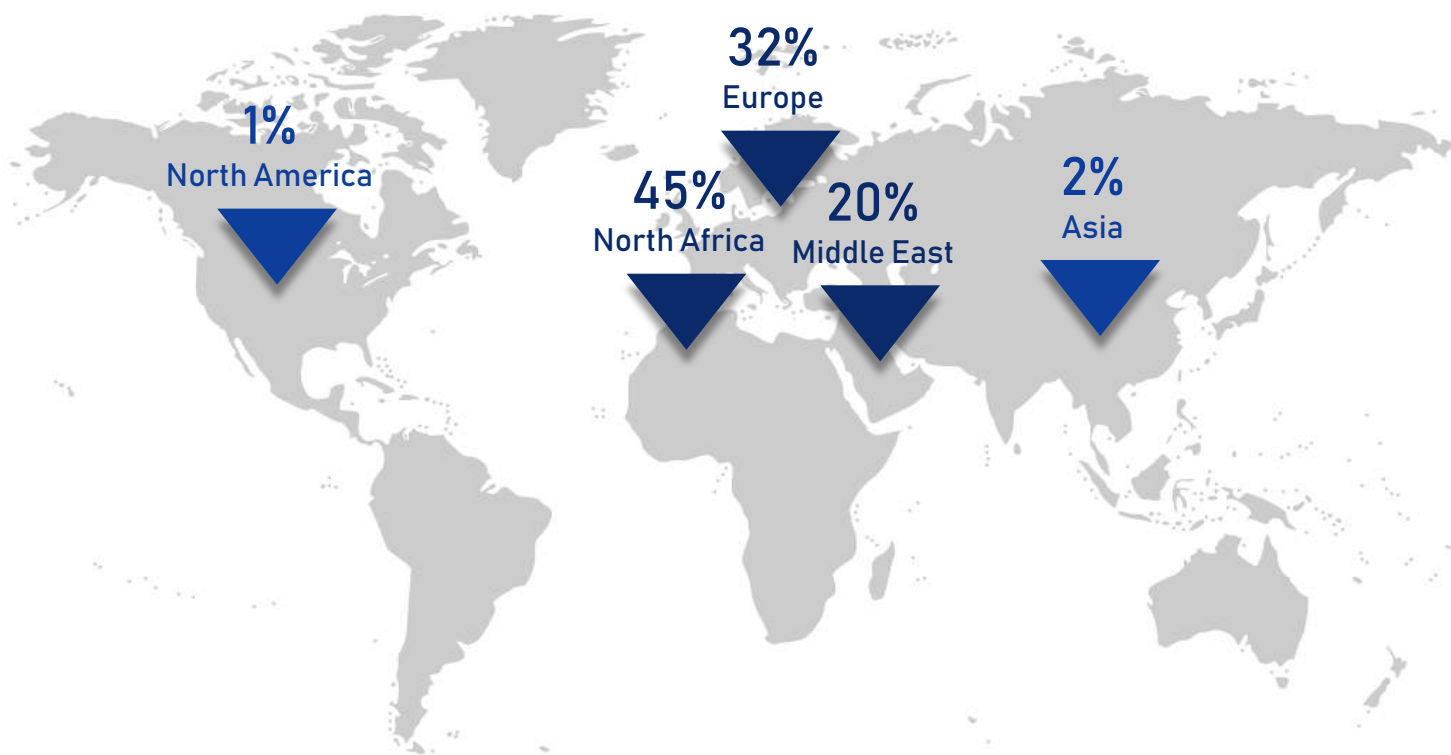 32%
Europe
1%
North America
45%
North Africa
20%
Middle East
2%
Asia